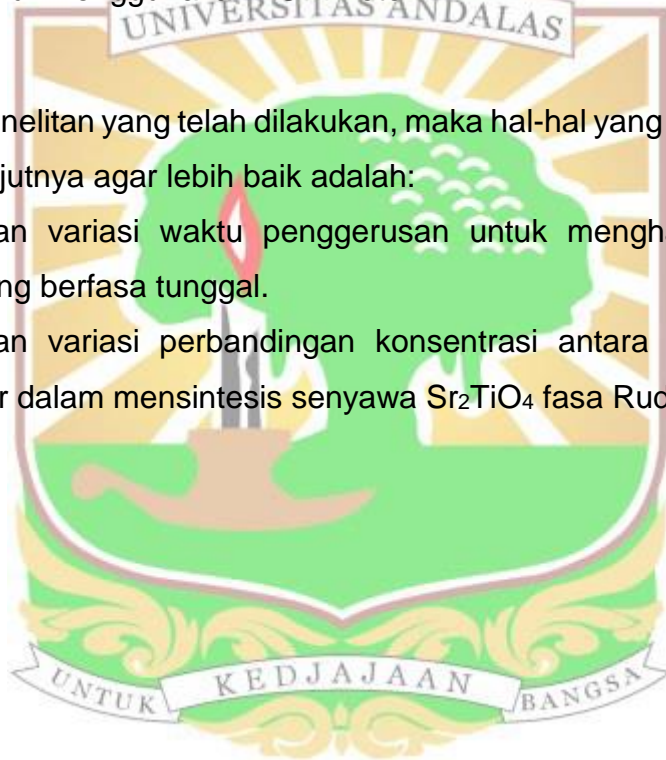 UNIVERSITAS ANDALAS
nelitan yang telah dilakukan, maka hal-hal yang
jutnya agar lebih baik adalah:
an variasi waktu penggerusan untuk mengha
ng berfasa tunggal.
an variasi perbandingan konsentrasi antara
r dalam mensintesis senyawa Sr₂TiO₄ fasa Rud
UNTUK KEDJAJAAN BANGSA